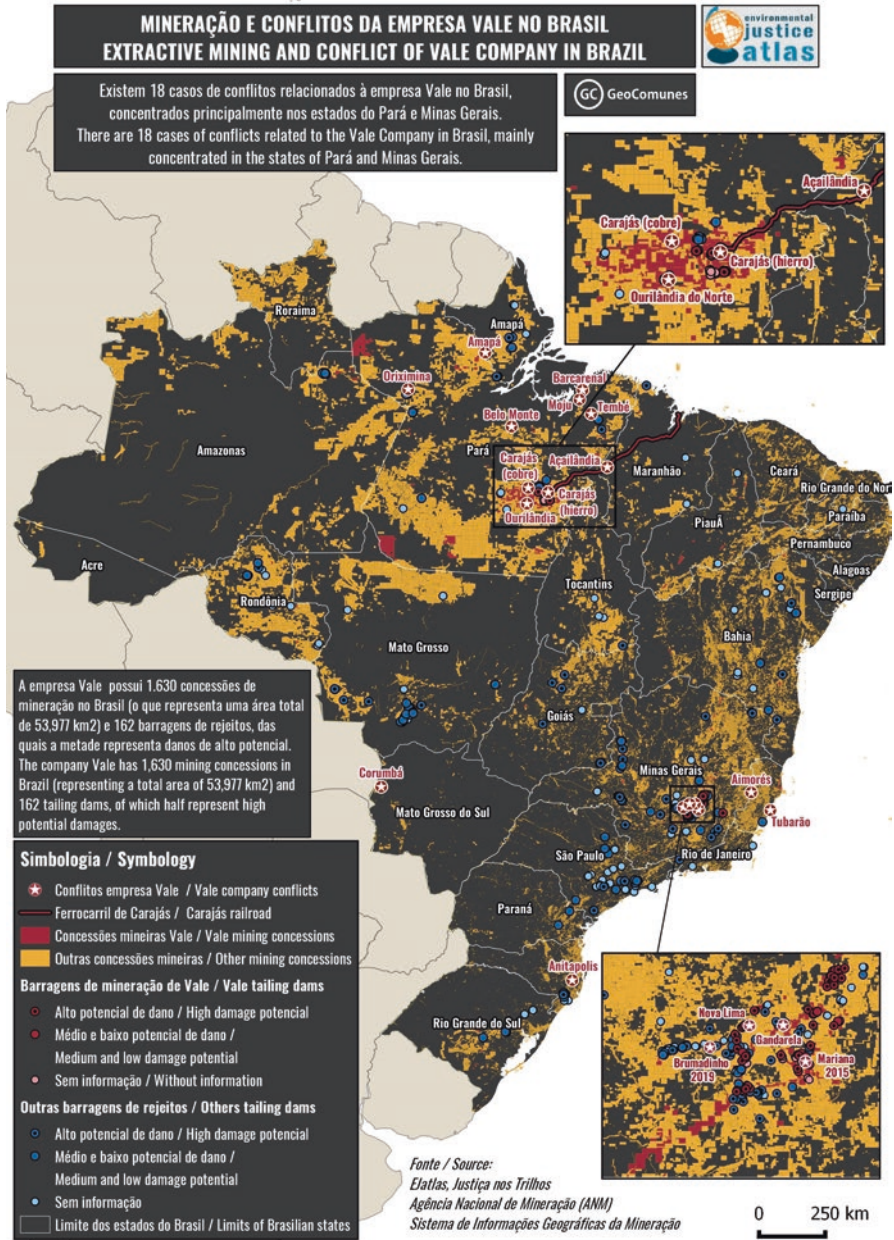 MINERAÇÃO E CONFLITOS DA EMPRESA VALE NO BRASIL
EXTRACTIVE MINING AND CONFLICT OF VALE COMPANY IN BRAZIL
environmental
justice
atlas
Existem 18 casos de conflitos relacionados à empresa Vale no Brasil,
concentrados principalmente nos estados do Pará e Minas Gerais.
There are 18 cases of conflicts related to the Vale Company in Brazil, mainly
concentrated in the states of Pará and Minas Gerais.
GC GeoComunes
Açailândia
Carajás (cobre)
Carajás (hierro)
Ourilândia do Norte
Roraima
Amapá
Amapá
Oriximina
Barcarenal
Moju
Tembé
Belo Monte
Amazonas
Pará
Açailândia
Maranhão
Ceará
Carajás
(cobre)
Rio Grande do Nort
Carajás
(hierro)
Ourilândia
PiauÃ
Paraíba
Pernambuco
Acre
Alagoas
Sergipe
Tocantins
Rondônia
Bahia
Mato Grosso
A empresa Vale possui 1.630 concessões de
mineração no Brasil (o que representa uma área total
de 53,977 km2) e 162 barragens de rejeitos, das
quais a metade representa danos de alto potencial.
The company Vale has 1,630 mining concessions in
Brazil (representing a total area of 53,977 km2) and
162 tailing dams, of which half represent high
potential damages.
Goiás
Minas Gerais
Corumbá
Aimorés
Mato Grosso do Sul
Tubarão
São Paulo
Rio de Janeiro
Paraná
Anitapolis
Rio Grande do Sul
Simbologia / Symbology
Conflitos empresa Vale / Vale company conflicts
Ferrocarril de Carajás / Carajás railroad
Concessões mineiras Vale / Vale mining concessions
Outras concessões mineiras / Other mining concessions
Barragens de mineração de Vale / Vale tailing dams
Alto potencial de dano / High damage potential
Médio e baixo potencial de dano /
Medium and low damage potential
Sem informação / Without information
Outras barragens de rejeitos / Others tailing dams
Alto potencial de dano / High damage potential
Médio e baixo potencial de dano /
Medium and low damage potential
Sem informação
Limite dos estados do Brasil / Limits of Brasilian states
Nova Lima
Gandarela
Brumadinho
2019
Mariana
2015
Fonte / Source:
EJatlas, Justiça nos Trilhos
Agência Nacional de Mineração (ANM)
Sistema de Informações Geográficas da Mineração
0 250 km